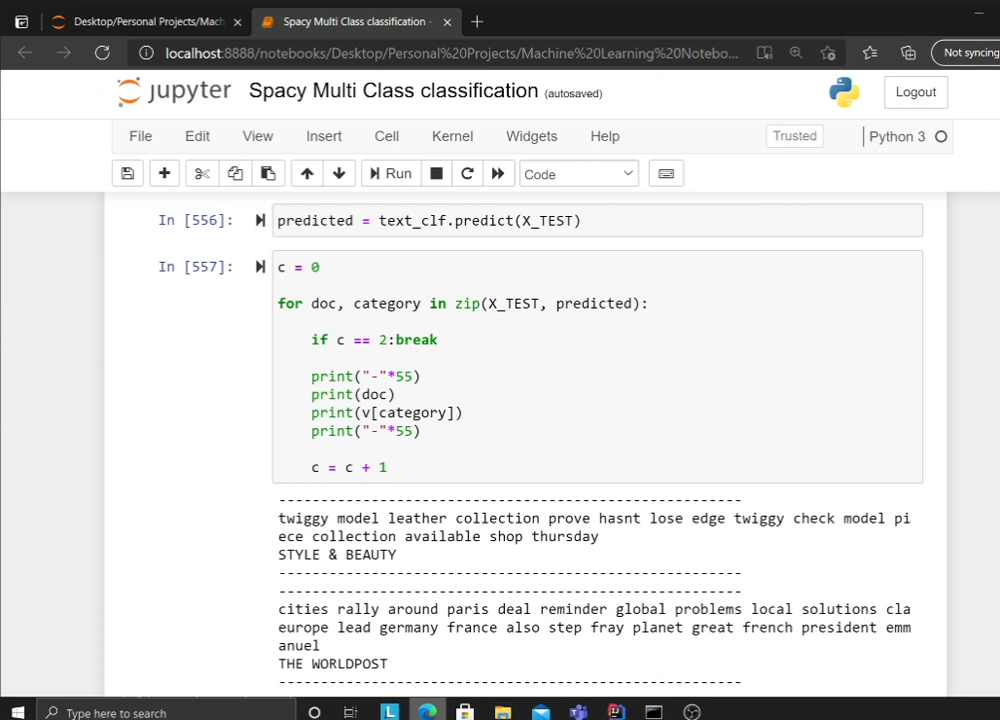 Desktop/Personal Projects/Mach
Spacy Multi Class classification -
localhost:8888/notebooks/Desktop/Personal%20Projects/Machine%20Learning%20Notebo...
Not syncing
jupyter Spacy Multi Class classification (autosaved)
Logout
File Edit View Insert Cell Kernel Widgets Help
Trusted
Python 3
Run
Code
In [556]:
predicted = text_clf.predict(X_TEST)
In [557]:
c = 0
for doc, category in zip(X_TEST, predicted):
if c == 2:break
print("-"*55)
print(doc)
print(v[category])
print("-"*55)
c = c + 1
-------------------------------------------------------
twiggy model leather collection prove hasnt lose edge twiggy check model pi
ece collection available shop thursday
STYLE & BEAUTY
-------------------------------------------------------
-------------------------------------------------------
cities rally around paris deal reminder global problems local solutions cla
europe lead germany france also step fray planet great french president emm
anuel
THE WORLDPOST
-------------------------------------------------------
Type here to search